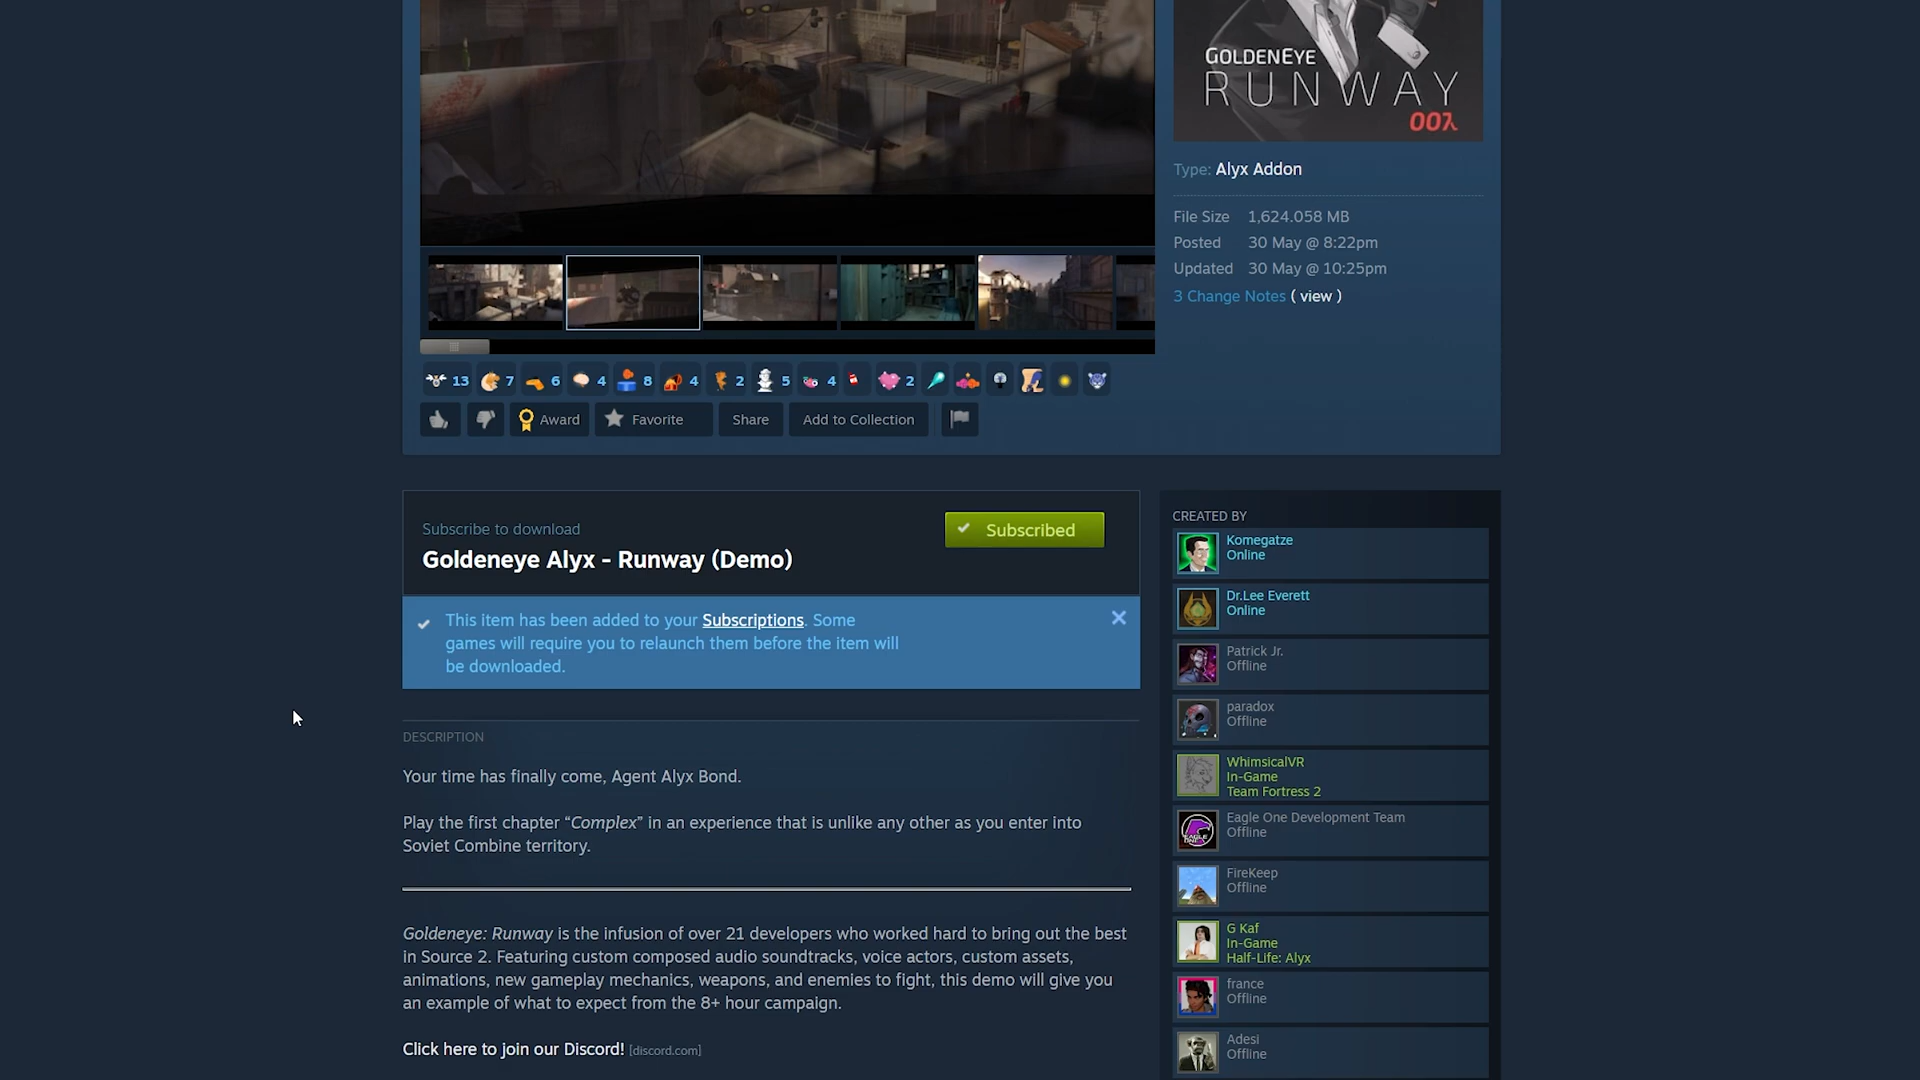 GOLDENEYE
RUNWAY
00λ
Type: Alyx Addon
File Size 1,624.058 MB
Posted 30 May @ 8:22pm
Updated 30 May @ 10:25pm
3 Change Notes ( view )
13 7 6 4 8 4 2 5 4 2
Award Favorite Share Add to Collection
Subscribe to download
Goldeneye Alyx - Runway (Demo)
Subscribed
This item has been added to your Subscriptions. Some
games will require you to relaunch them before the item will
be downloaded.
DESCRIPTION
Your time has finally come, Agent Alyx Bond.
Play the first chapter “Complex” in an experience that is unlike any other as you enter into
Soviet Combine territory.
Goldeneye: Runway is the infusion of over 21 developers who worked hard to bring out the best
in Source 2. Featuring custom composed audio soundtracks, voice actors, custom assets,
animations, new gameplay mechanics, weapons, and enemies to fight, this demo will give you
an example of what to expect from the 8+ hour campaign.
Click here to join our Discord! [discord.com]
CREATED BY
Komegatze
Online
Dr.Lee Everett
Online
Patrick Jr.
Offline
paradox
Offline
WhimsicalVR
In-Game
Team Fortress 2
Eagle One Development Team
Offline
EAGLE ONE
FireKeep
Offline
G Kaf
In-Game
Half-Life: Alyx
france
Offline
Adesi
Offline